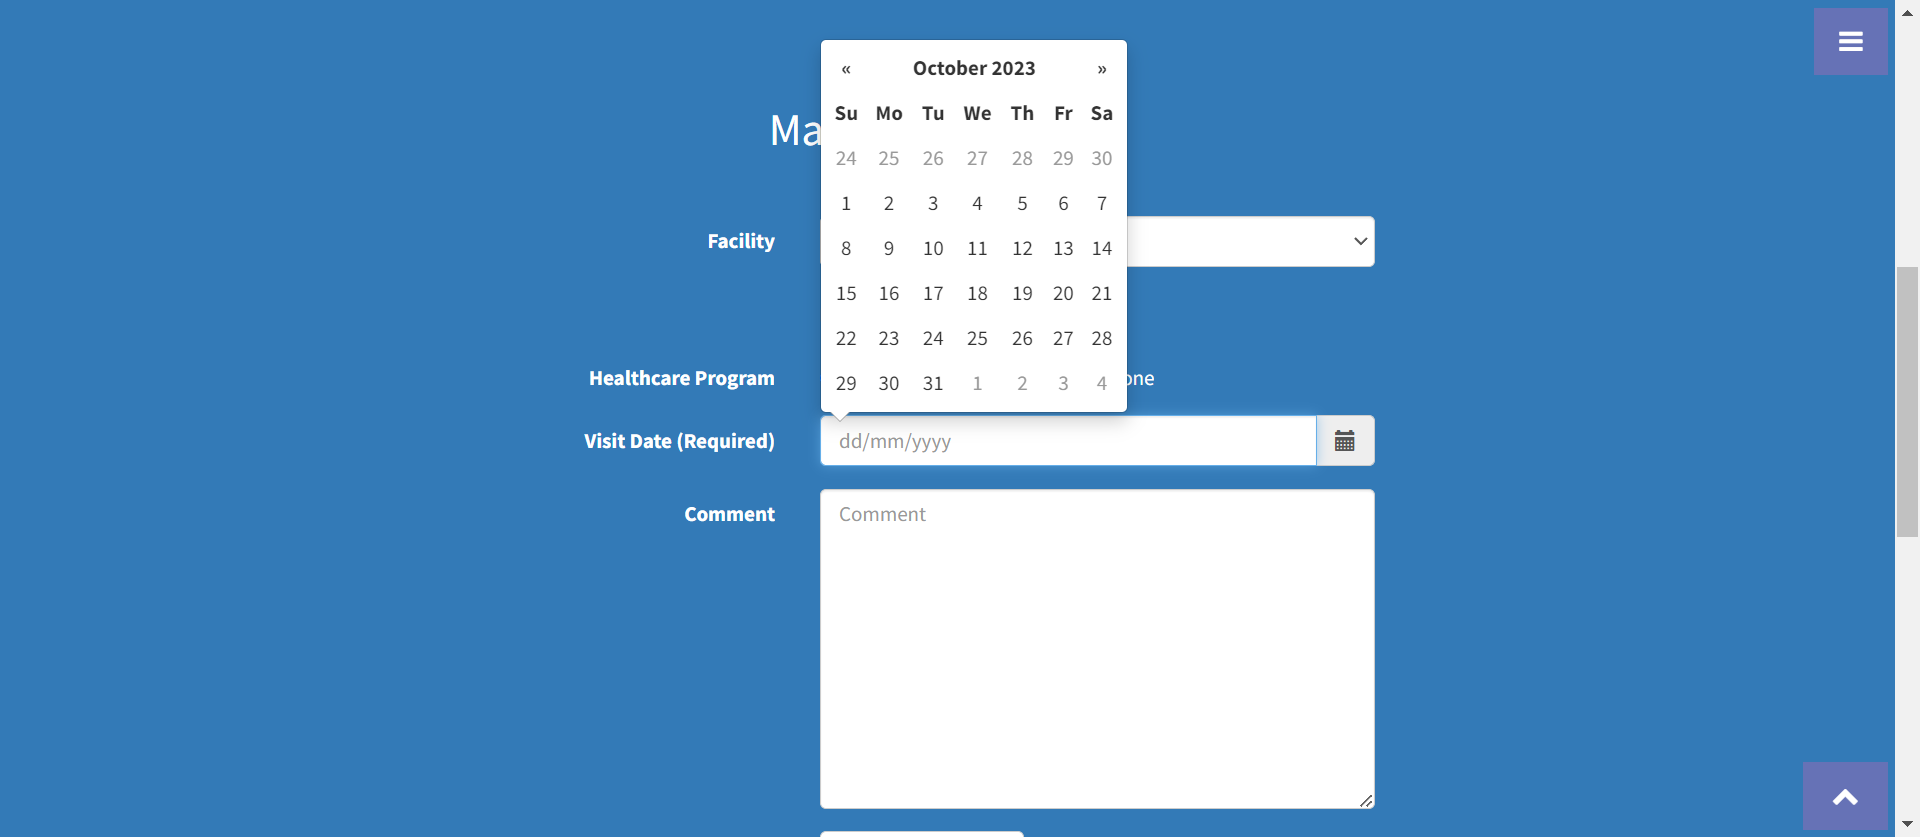 « October 2023 »
Su Mo Tu We Th Fr Sa
24 25 26 27 28 29 30
1 2 3 4 5 6 7
8 9 10 11 12 13 14
15 16 17 18 19 20 21
22 23 24 25 26 27 28
29 30 31 1 2 3 4
Ma
Facility
Healthcare Program
Visit Date (Required)
dd/mm/yyyy
Comment
Comment